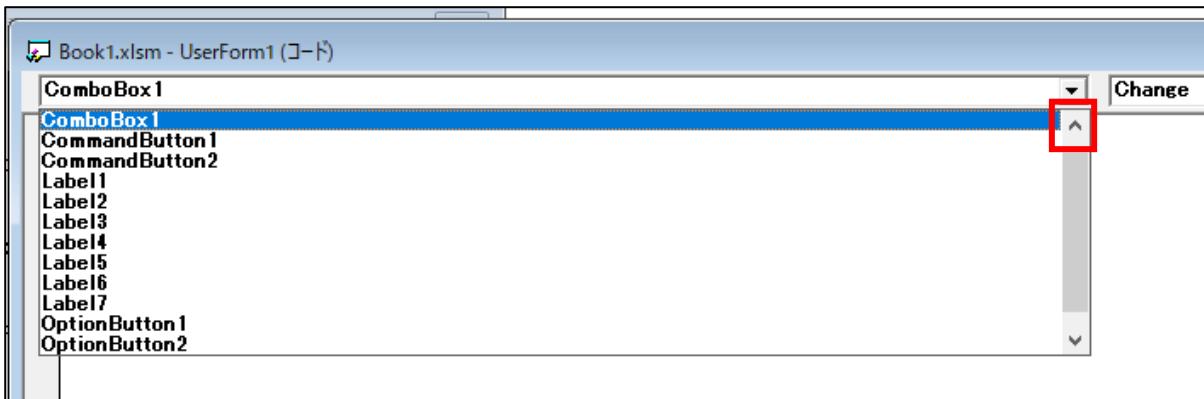 Book1.xlsm - UserForm1 (コード)
ComboBox1
Change
ComboBox1
CommandButton1
CommandButton2
Label1
Label2
Label3
Label4
Label5
Label6
Label7
OptionButton1
OptionButton2